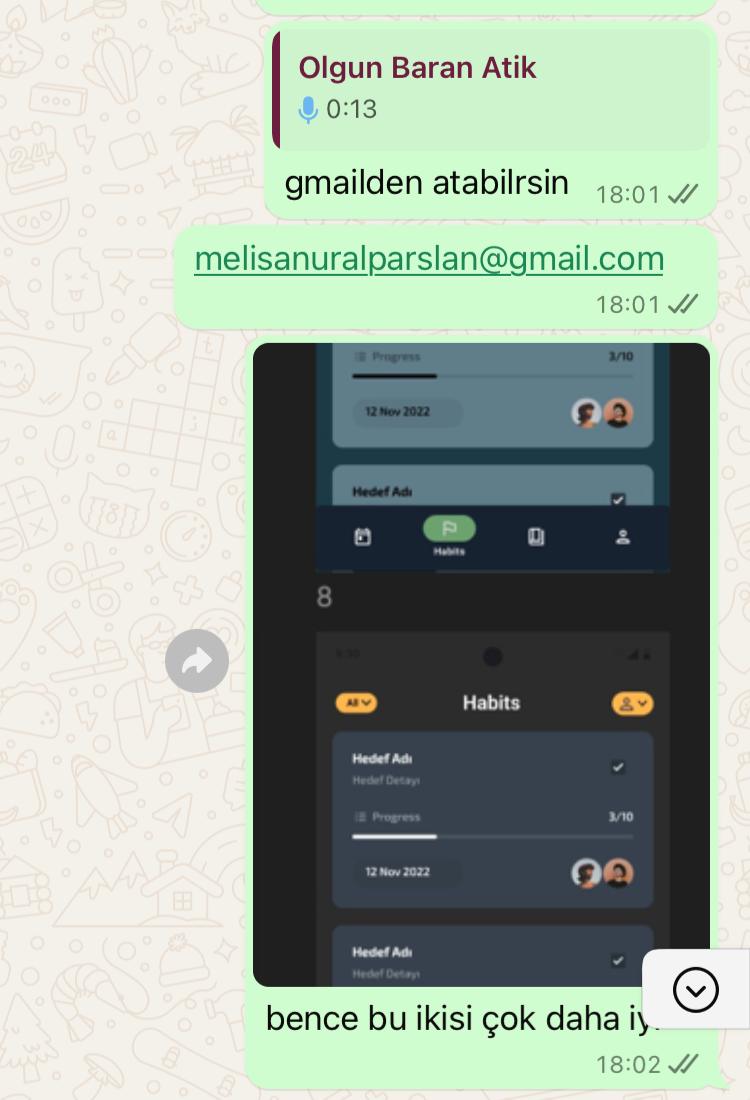 Olgun Baran Atik
0:13
gmailden atabilrsin
18:01
melisanuralparslan@gmail.com
18:01
Progress 3/10
12 Nov 2022
Hedef Adı
Habits
8
9:30
All Habits
Hedef Adı
Hedef Detayı
Progress 3/10
12 Nov 2022
Hedef Adı
Hedef Detayı
bence bu ikisi çok daha
18:02